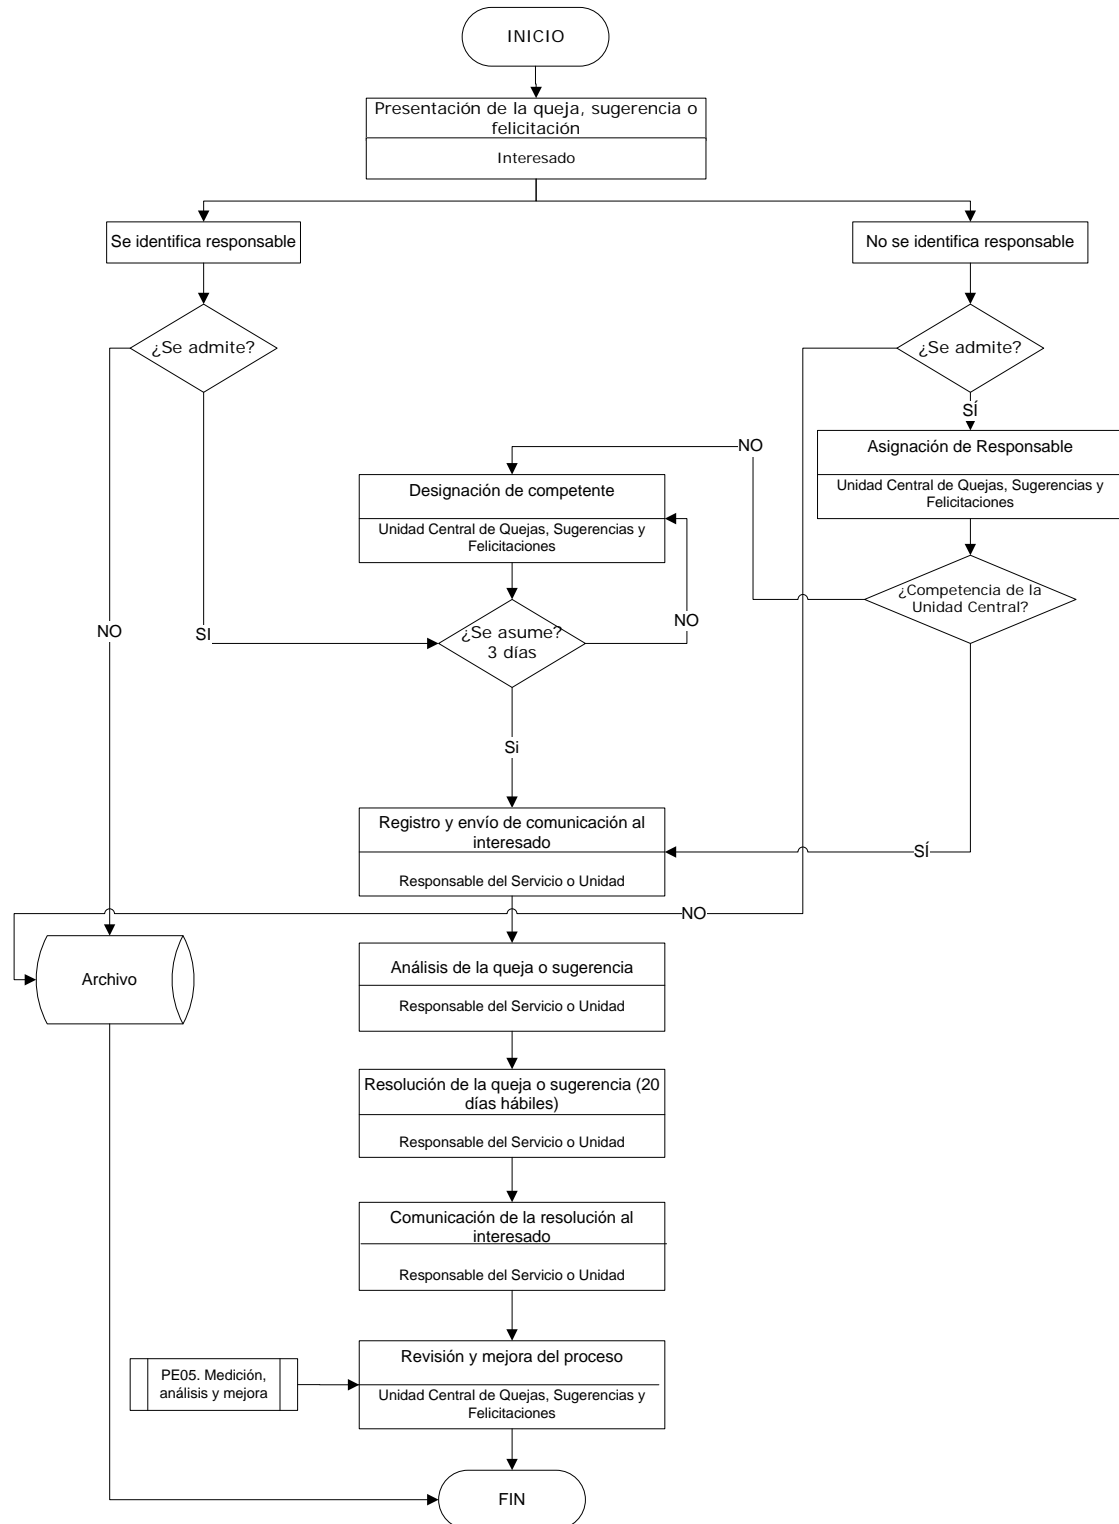 INICIO
Presentación de la queja, sugerencia o
felicitación
Interesado
Se identifica responsable
No se identifica responsable
¿Se admite?
¿Se admite?
SÍ
Asignación de Responsable
Unidad Central de Quejas, Sugerencias y
Felicitaciones
NO
Designación de competente
Unidad Central de Quejas, Sugerencias y
Felicitaciones
¿Competencia de la
Unidad Central?
NO
SI
¿Se asume?
3 días
NO
Si
Registro y envío de comunicación al
interesado
Responsable del Servicio o Unidad
SÍ
NO
Archivo
Análisis de la queja o sugerencia
Responsable del Servicio o Unidad
Resolución de la queja o sugerencia (20
días hábiles)
Responsable del Servicio o Unidad
Comunicación de la resolución al
interesado
Responsable del Servicio o Unidad
Revisión y mejora del proceso
PE05. Medición,
análisis y mejora
Unidad Central de Quejas, Sugerencias y
Felicitaciones
FIN